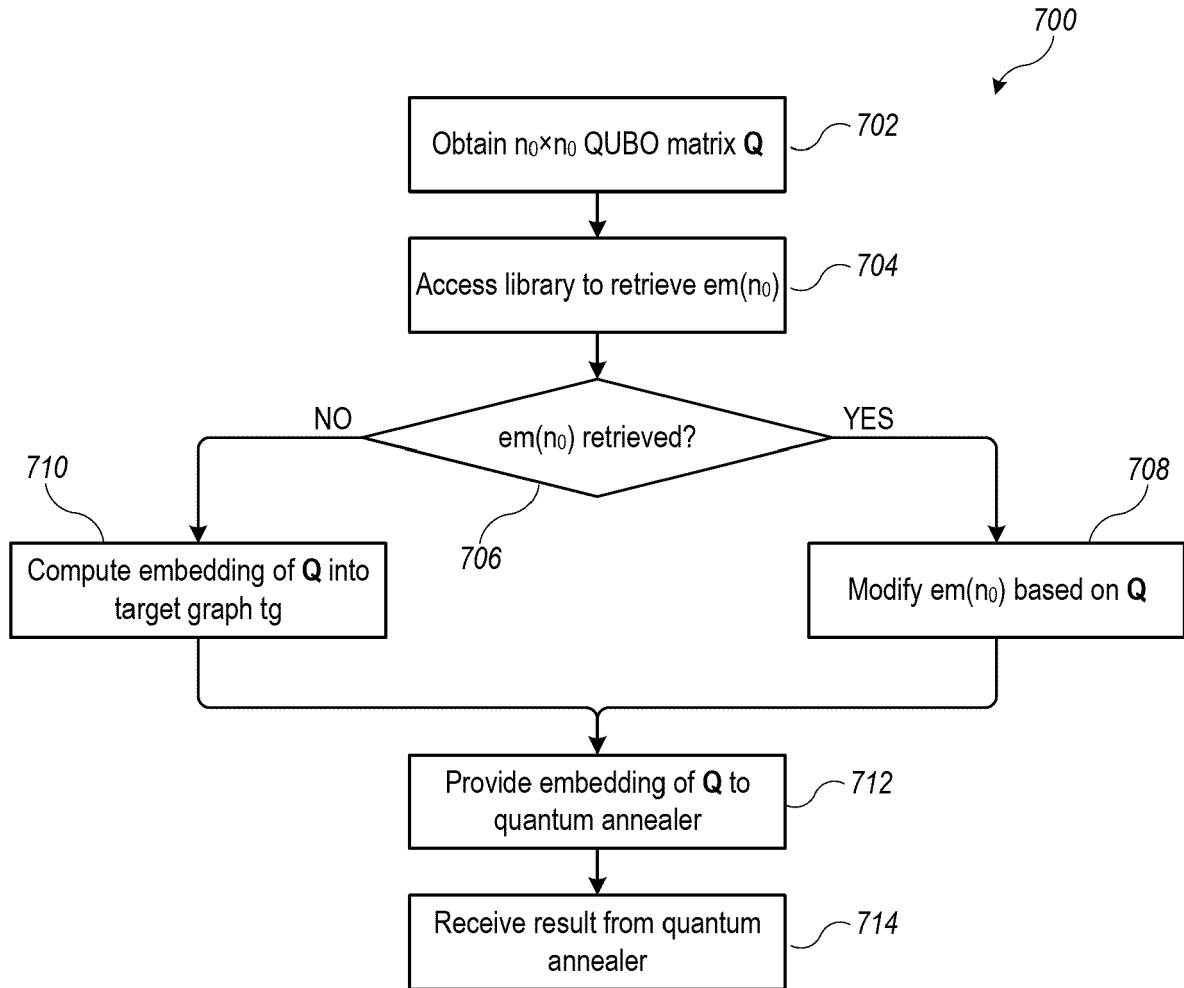 700
Obtain n₀×n₀ QUBO matrix Q
702
Access library to retrieve em(n₀)
704
NO
YES
em(n₀) retrieved?
706
710
708
Compute embedding of Q into
target graph tg
Modify em(n₀) based on Q
Provide embedding of Q to
quantum annealer
712
Receive result from quantum
annealer
714